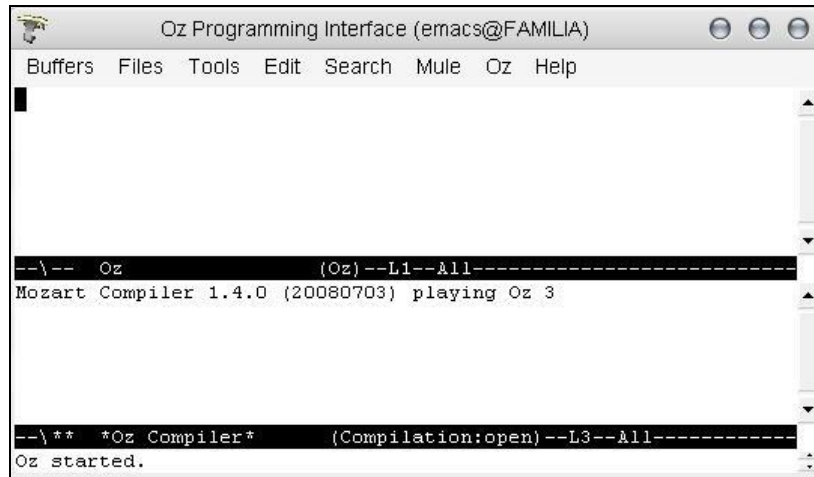 Oz Programming Interface (emacs@FAMILIA)
Buffers Files Tools Edit Search Mule Oz Help
--\-- Oz (Oz)--L1--All----------------------------
Mozart Compiler 1.4.0 (20080703) playing Oz 3
--\** *Oz Compiler* (Compilation:open)--L3--All------------
Oz started.